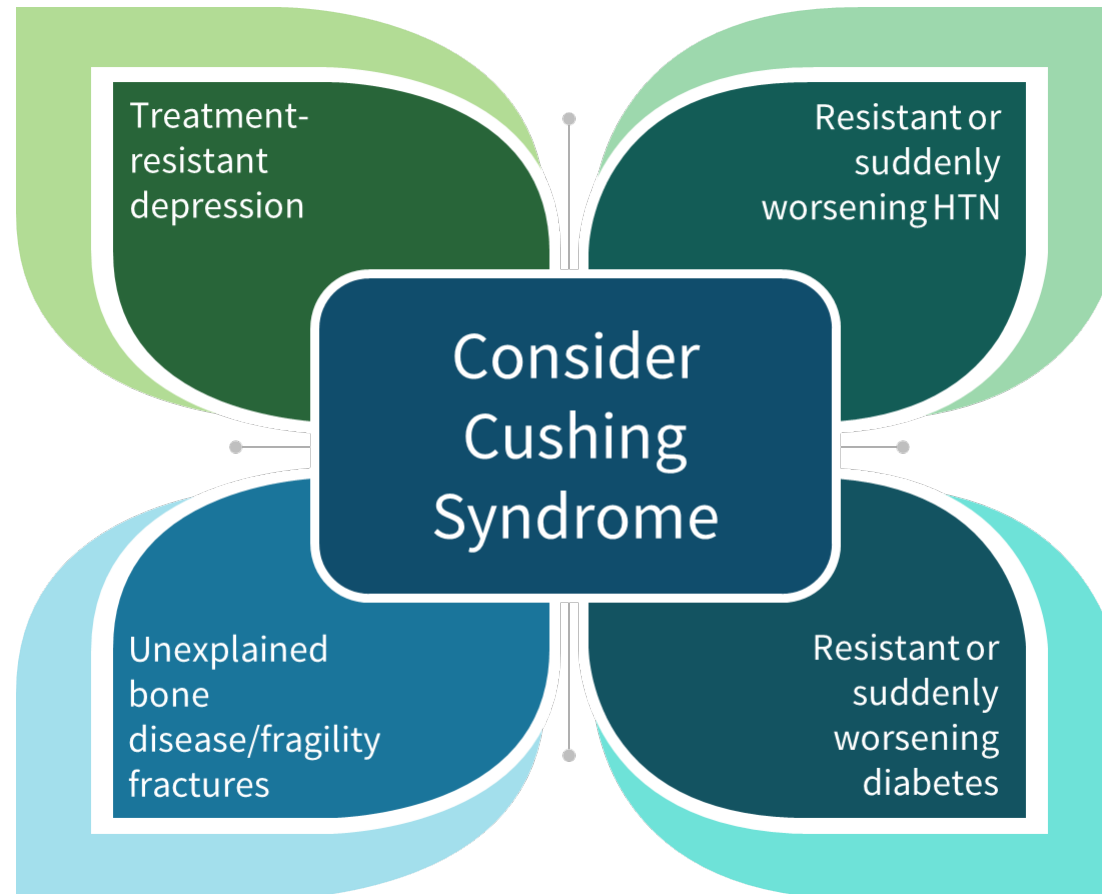 Treatment-
resistant
depression
Resistant or
suddenly
worsening HTN
Consider
Cushing
Syndrome
Unexplained
bone
disease/fragility
fractures
Resistant or
suddenly
worsening
diabetes